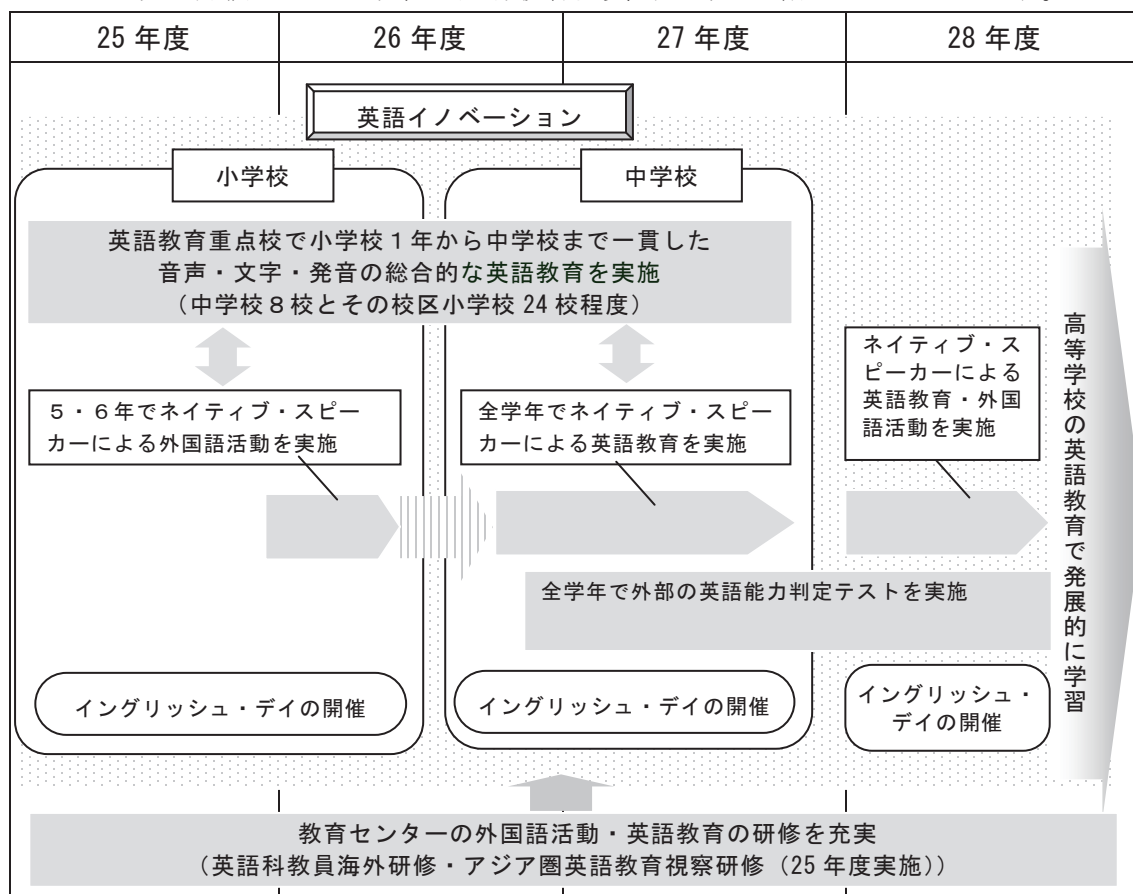 25 年度
26 年度
27 年度
28 年度
英語イノベーション
小学校
中学校
英語教育重点校で小学校１年から中学校まで一貫した
音声・文字・発音の総合的な英語教育を実施
（中学校８校とその校区小学校 24 校程度）
５・６年でネイティブ・スピー
カーによる外国語活動を実施
全学年でネイティブ・スピー
カーによる英語教育を実施
ネイティブ・ス
ピーカーによる
英語教育・外国
語活動を実施
全学年で外部の英語能力判定テストを実施
イングリッシュ・デイの開催
イングリッシュ・デイの開催
イングリッシュ・
デイの開催
高等学校の英語教育で発展的に学習
教育センターの外国語活動・英語教育の研修を充実
（英語科教員海外研修・アジア圏英語教育視察研修（25 年度実施））